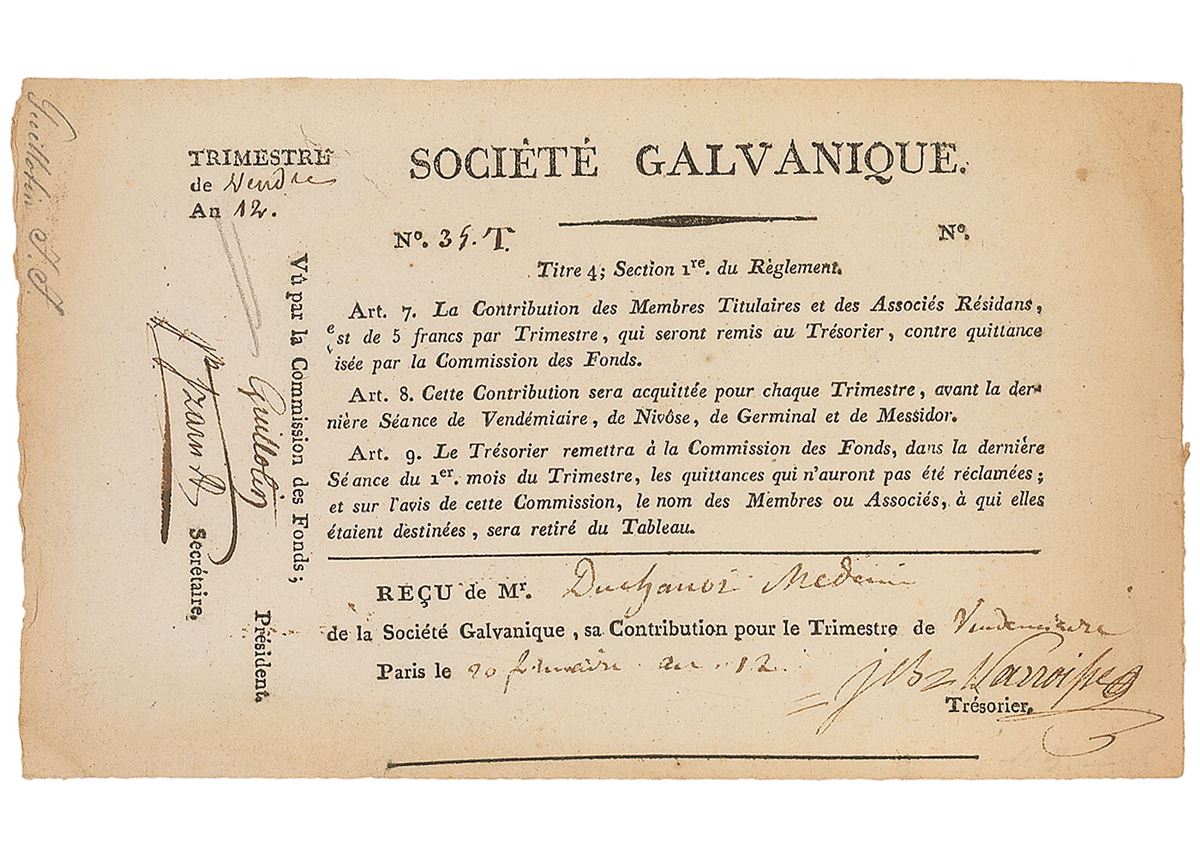 Guillotin J. J.
TRIMESTRE
de Vendre
An 12.
SOCIÉTÉ GALVANIQUE.
Nº. 35. T.
Nº.
Titre 4; Section 1re. du Règlement.
Art. 7. La Contribution des Membres Titulaires et des Associés Résidans,
est de 5 francs par Trimestre, qui seront remis au Trésorier, contre quittance
visée par la Commission des Fonds.
Art. 8. Cette Contribution sera acquittée pour chaque Trimestre, avant la der-
nière Séance de Vendémiaire, de Nivôse, de Germinal et de Messidor.
Art. 9. Le Trésorier remettra à la Commission des Fonds, dans la dernière
Séance du 1er. mois du Trimestre, les quittances qui n'auront pas été réclamées;
et sur l'avis de cette Commission, le nom des Membres ou Associés, à qui elles
étaient destinées, sera retiré du Tableau.
REÇU de Mr. Duchanoi Medecin
de la Société Galvanique, sa Contribution pour le Trimestre de Vendemiaire
Paris le 20 frimaire an 12
Trésorier.
Vû par la Commission des Fonds;
Guillotin Président.
Izarn Secrétaire.